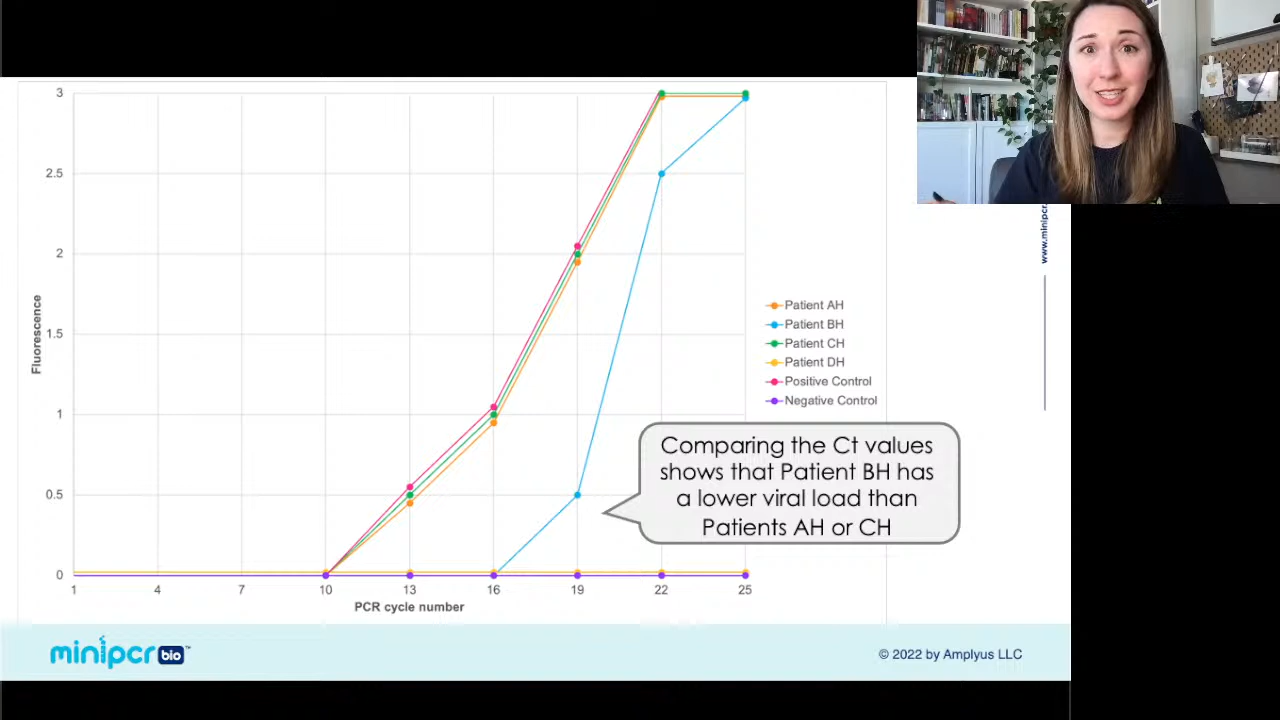 3
2.5
2
1.5
1
0.5
0
Fluorescence
1 4 7 10 13 16 19 22 25
PCR cycle number
Patient AH
Patient BH
Patient CH
Patient DH
Positive Control
Negative Control
Comparing the Ct values
shows that Patient BH has
a lower viral load than
Patients AH or CH
www.minipcr.
minipcr bio™
© 2022 by Amplyus LLC